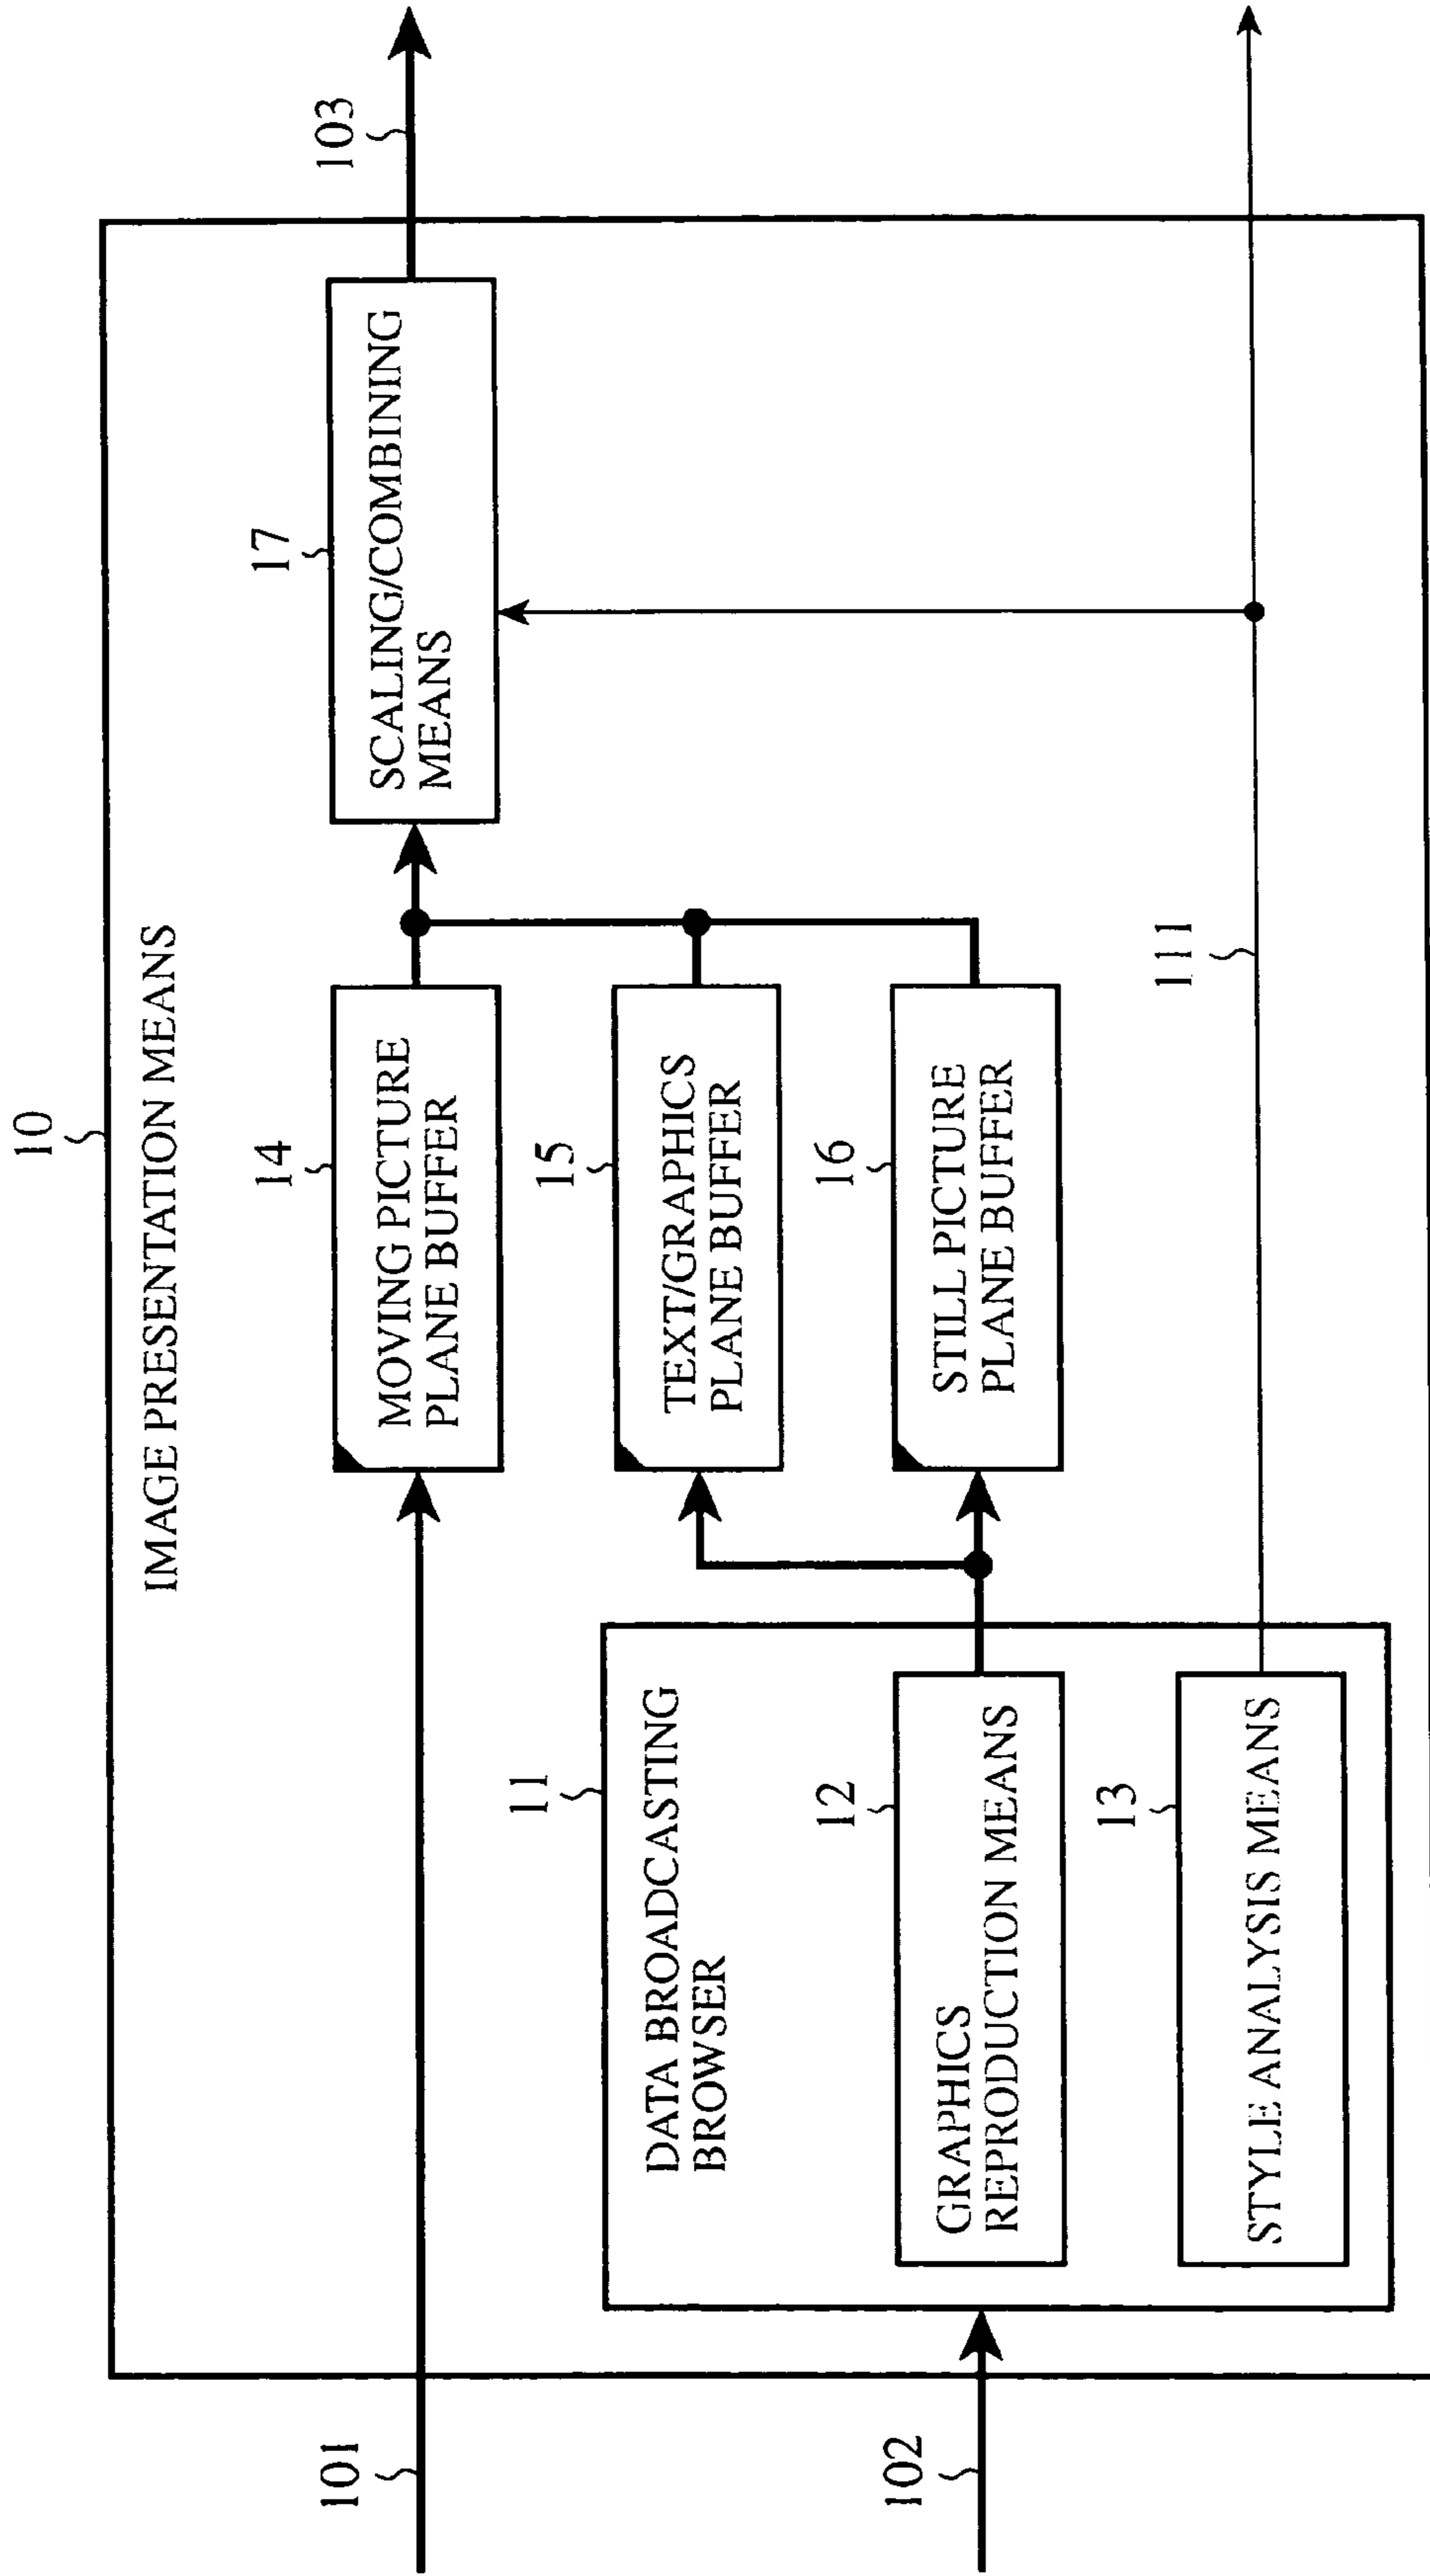 10
IMAGE PRESENTATION MEANS
101
14
MOVING PICTURE
PLANE BUFFER
17
SCALING/COMBINING
MEANS
103
102
11
DATA BROADCASTING
BROWSER
12
GRAPHICS
REPRODUCTION MEANS
13
STYLE ANALYSIS MEANS
15
TEXT/GRAPHICS
PLANE BUFFER
16
STILL PICTURE
PLANE BUFFER
111